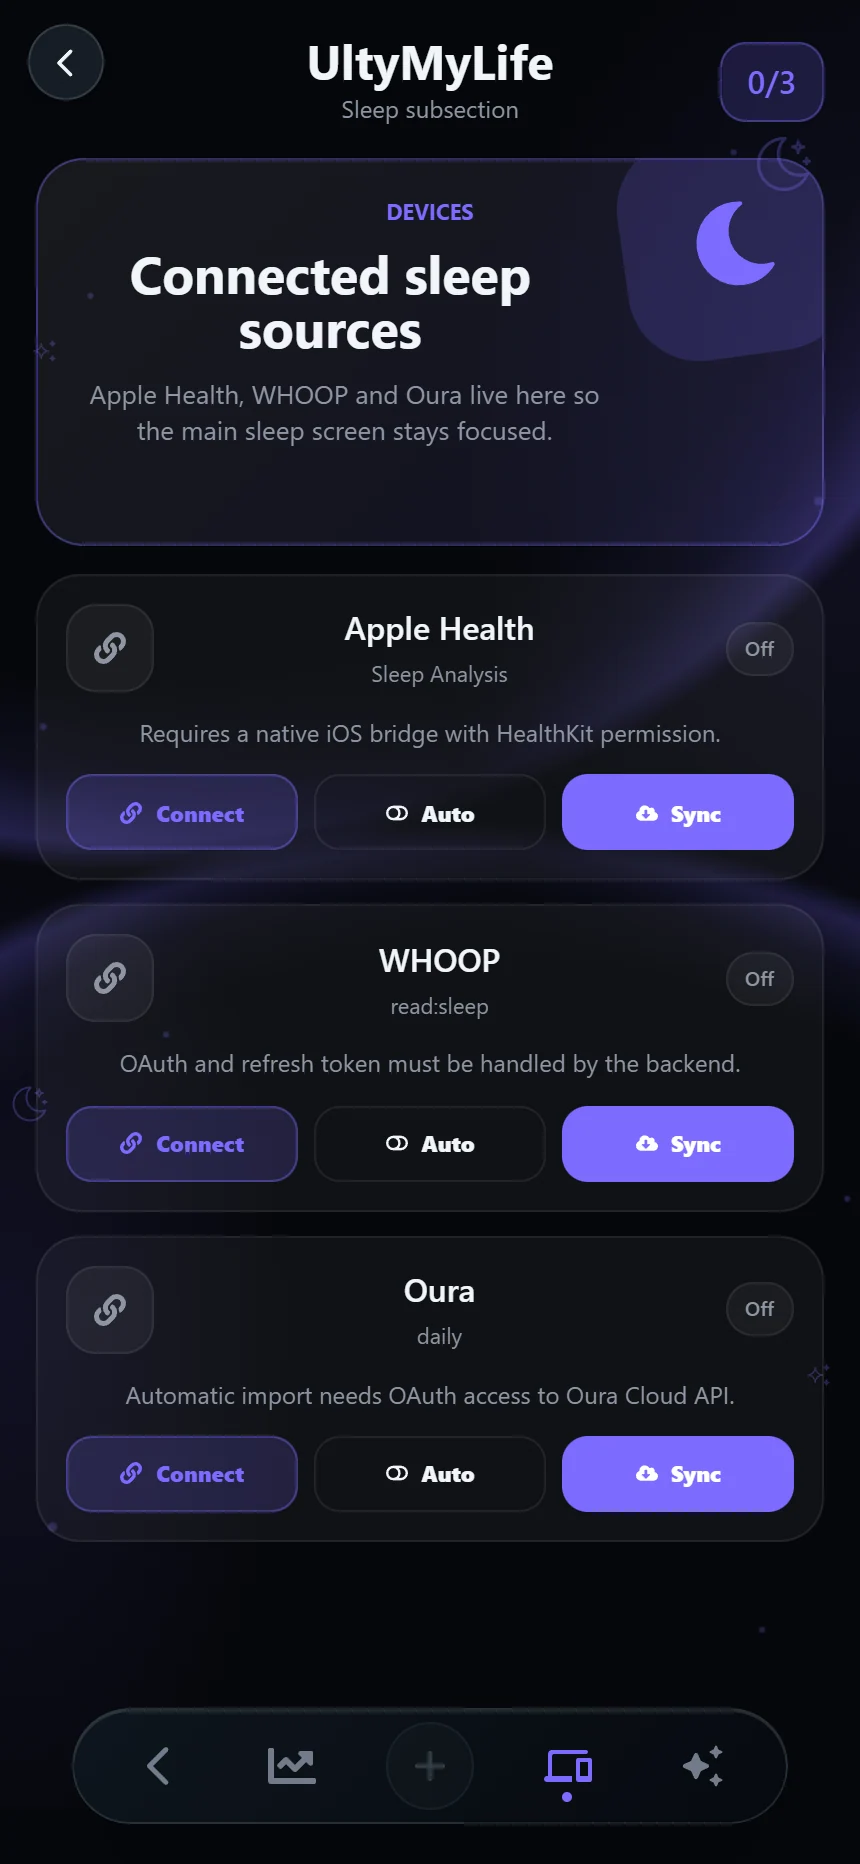 UltyMyLife
Sleep subsection
0/3
DEVICES
Connected sleep
sources
Apple Health, WHOOP and Oura live here so
the main sleep screen stays focused.
Apple Health
Sleep Analysis
Off
Requires a native iOS bridge with HealthKit permission.
Connect
Auto
Sync
WHOOP
read:sleep
Off
OAuth and refresh token must be handled by the backend.
Connect
Auto
Sync
Oura
daily
Off
Automatic import needs OAuth access to Oura Cloud API.
Connect
Auto
Sync